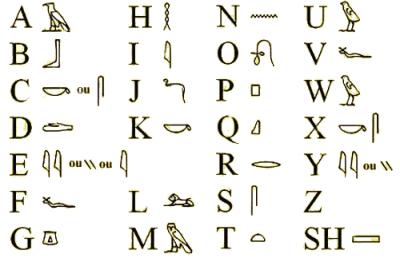 A H N U
B I O V
C ou J P W
D K Q X
E ou ou R Y ou
F L S Z
G M T SH